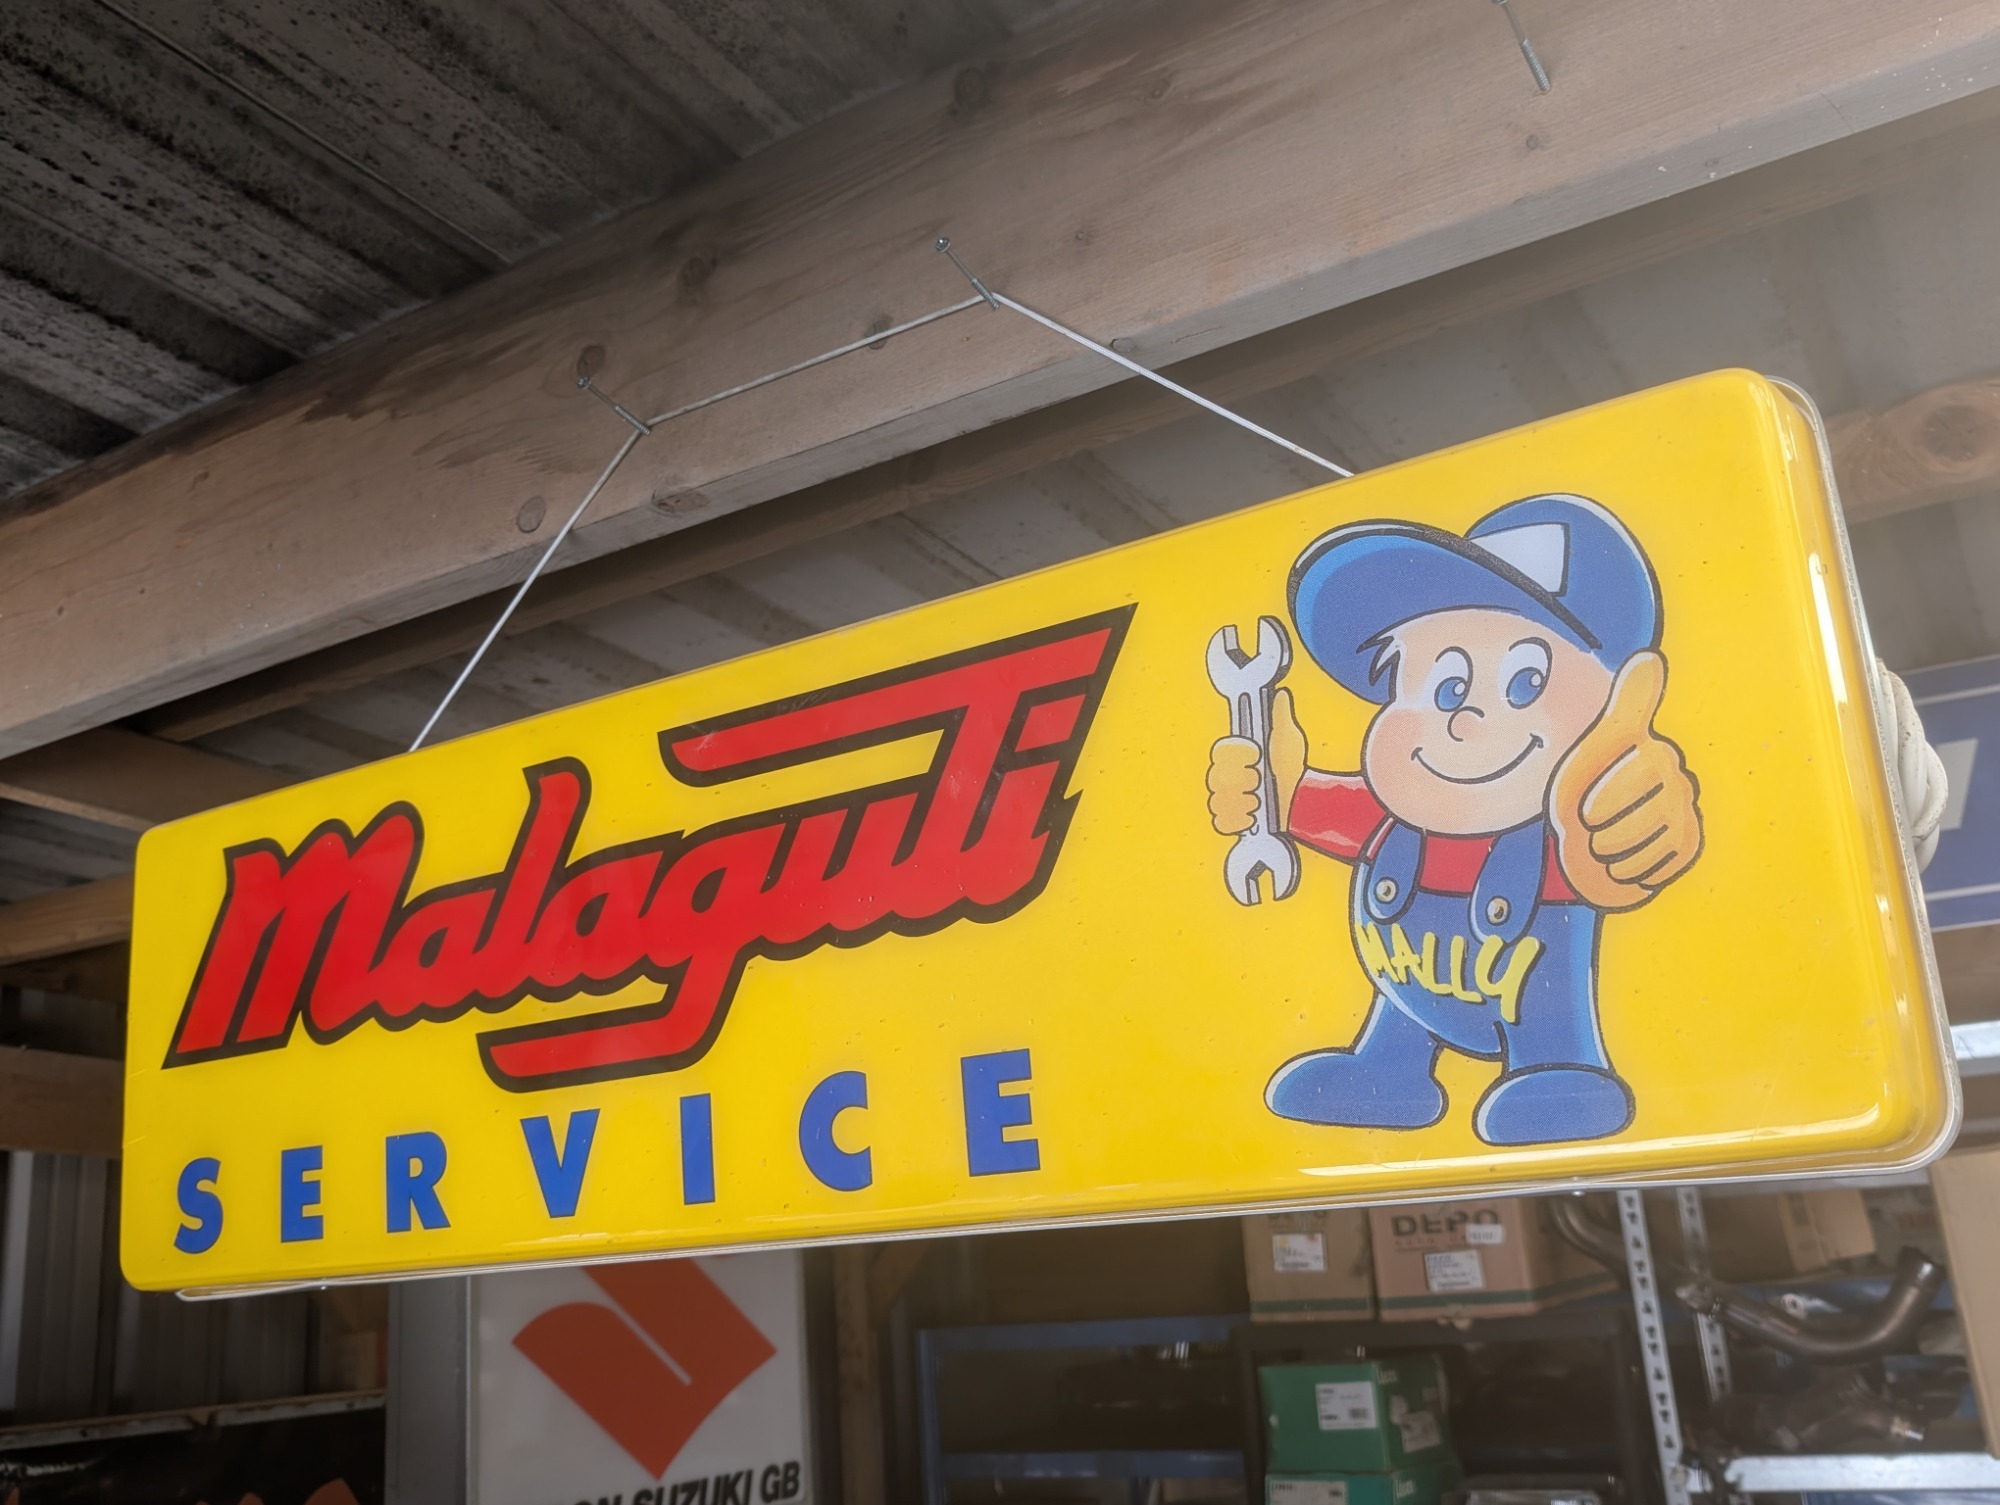 Malaguti
SERVICE
MALLY
DEPO
SUZUKI GB